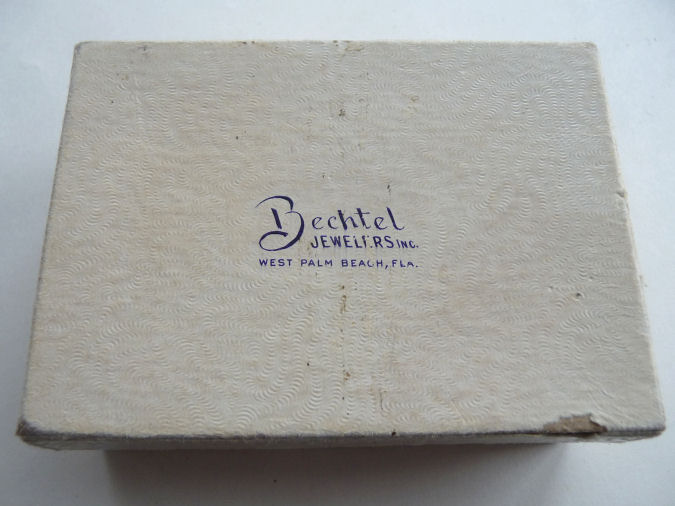 Bechtel
JEWELERS INC.
WEST PALM BEACH, FLA.